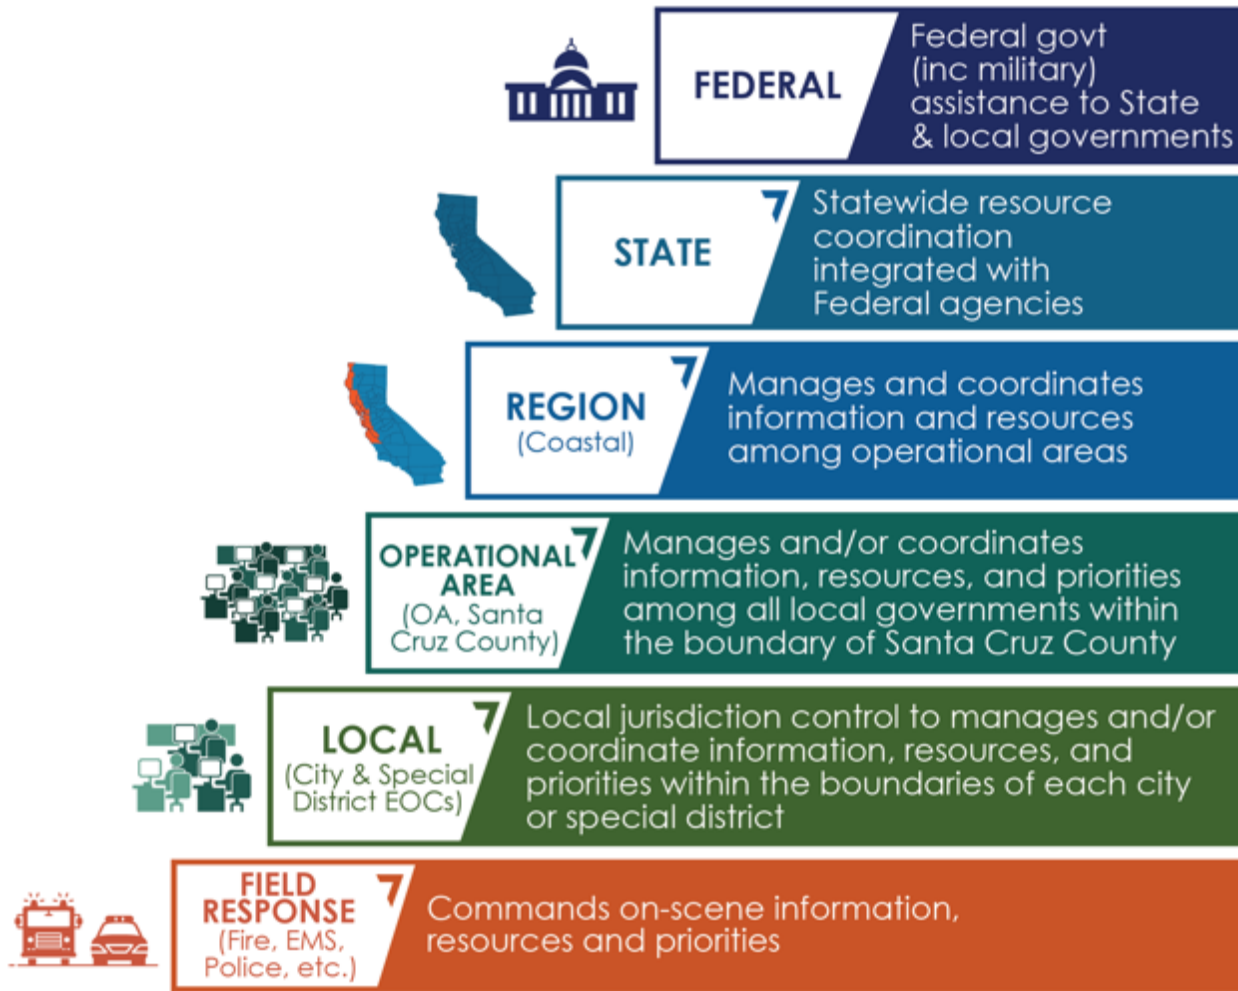 FEDERAL
Federal govt
(inc military)
assistance to State
& local governments
STATE
Statewide resource
coordination
integrated with
Federal agencies
REGION
(Coastal)
Manages and coordinates
information and resources
among operational areas
OPERATIONAL
AREA
(OA, Santa
Cruz County)
Manages and/or coordinates
information, resources, and priorities
among all local governments within
the boundary of Santa Cruz County
LOCAL
(City & Special
District EOCs)
Local jurisdiction control to manages and/or
coordinate information, resources, and
priorities within the boundaries of each city
or special district
FIELD
RESPONSE
(Fire, EMS,
Police, etc.)
Commands on-scene information,
resources and priorities